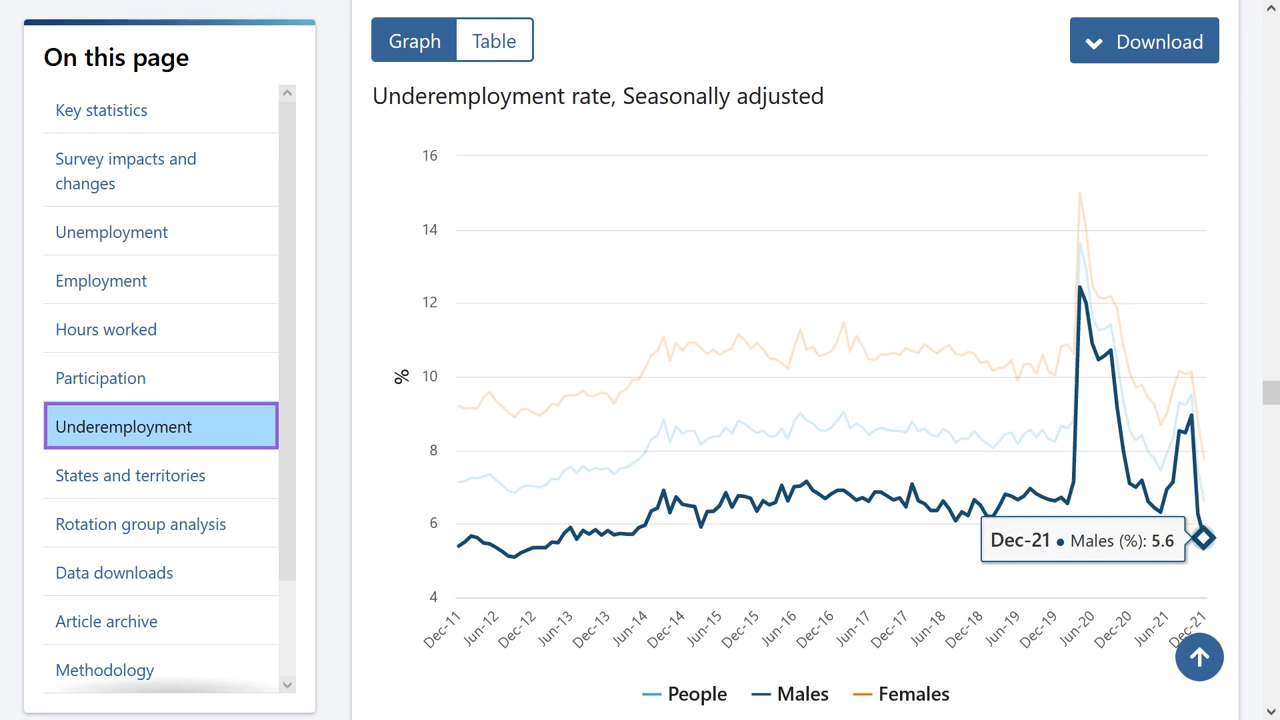 On this page
Key statistics
Survey impacts and
changes
Unemployment
Employment
Hours worked
Participation
Underemployment
States and territories
Rotation group analysis
Data downloads
Article archive
Methodology
Graph
Table
Download
Underemployment rate, Seasonally adjusted
16
14
12
10
8
6
4
%
Dec-21 • Males (%): 5.6
Dec-11 Jun-12 Dec-12 Jun-13 Dec-13 Jun-14 Dec-14 Jun-15 Dec-15 Jun-16 Dec-16 Jun-17 Dec-17 Jun-18 Dec-18 Jun-19 Dec-19 Jun-20 Dec-20 Jun-21 Dec-21
People Males Females